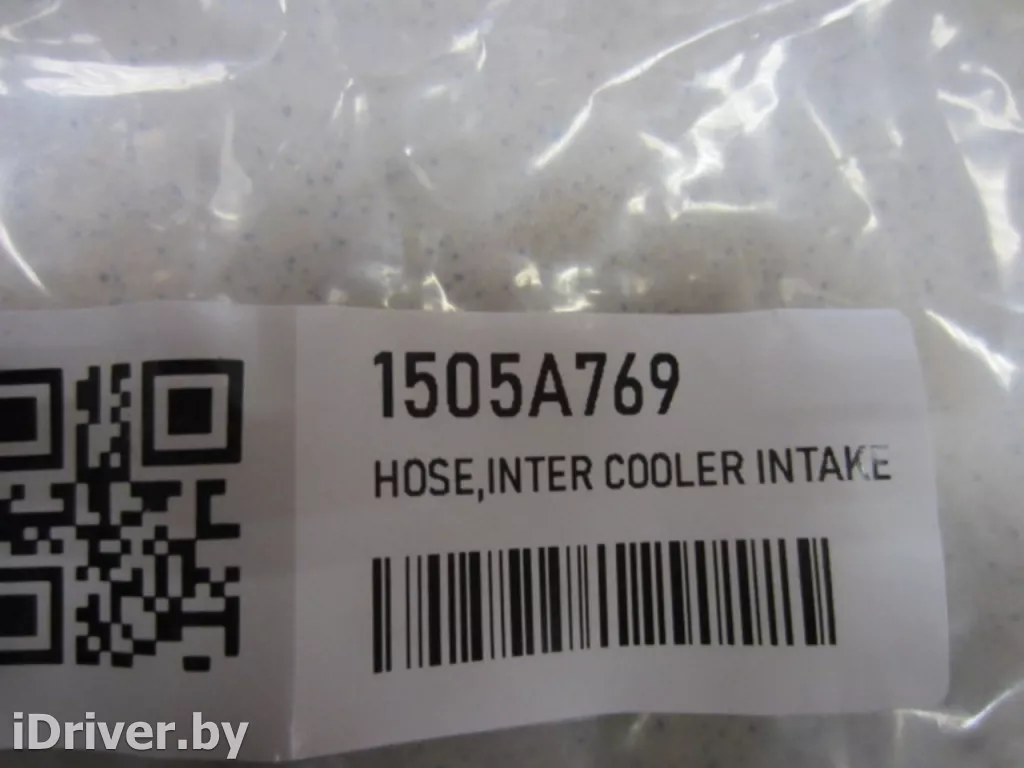 1505A769
HOSE,INTER COOLER INTAKE
iDriver.by